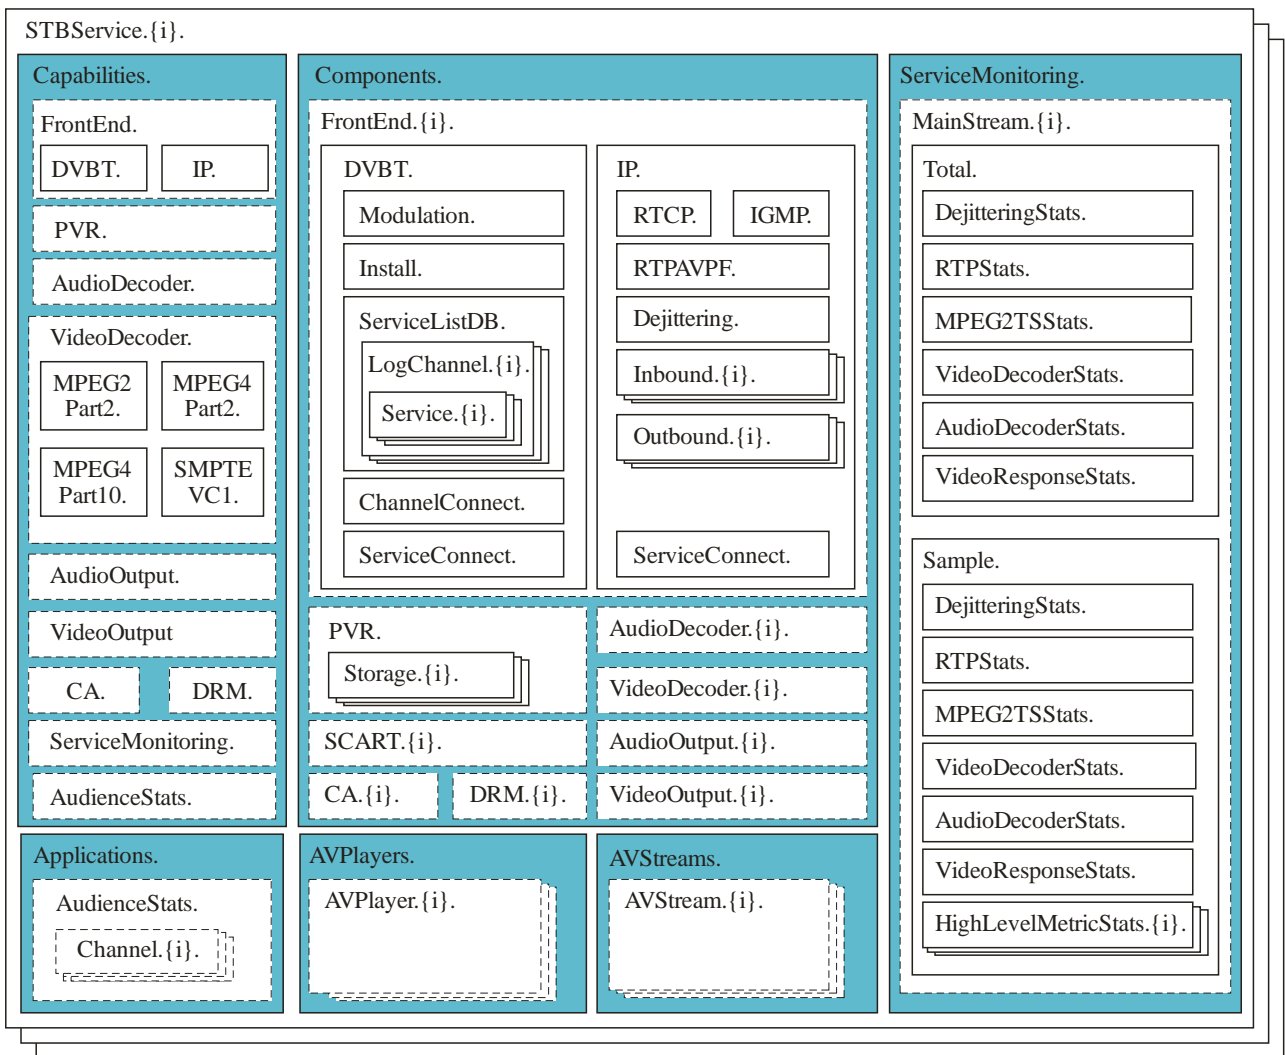 STBService.{i}.
Capabilities.
FrontEnd.
DVBT.
IP.
PVR.
AudioDecoder.
VideoDecoder.
MPEG2
Part2.
MPEG4
Part2.
MPEG4
Part10.
SMPTE
VC1.
AudioOutput.
VideoOutput
CA.
DRM.
ServiceMonitoring.
AudienceStats.
Components.
FrontEnd.{i}.
DVBT.
Modulation.
Install.
ServiceListDB.
LogChannel.{i}.
Service.{i}.
ChannelConnect.
ServiceConnect.
IP.
RTCP.
IGMP.
RTPAVPF.
Dejittering.
Inbound.{i}.
Outbound.{i}.
ServiceConnect.
PVR.
Storage.{i}.
SCART.{i}.
CA.{i}.
DRM.{i}.
AudioDecoder.{i}.
VideoDecoder.{i}.
AudioOutput.{i}.
VideoOutput.{i}.
ServiceMonitoring.
MainStream.{i}.
Total.
DejitteringStats.
RTPStats.
MPEG2TSStats.
VideoDecoderStats.
AudioDecoderStats.
VideoResponseStats.
Sample.
DejitteringStats.
RTPStats.
MPEG2TSStats.
VideoDecoderStats.
AudioDecoderStats.
VideoResponseStats.
HighLevelMetricStats.{i}.
Applications.
AudienceStats.
Channel.{i}.
AVPlayers.
AVPlayer.{i}.
AVStreams.
AVStream.{i}.